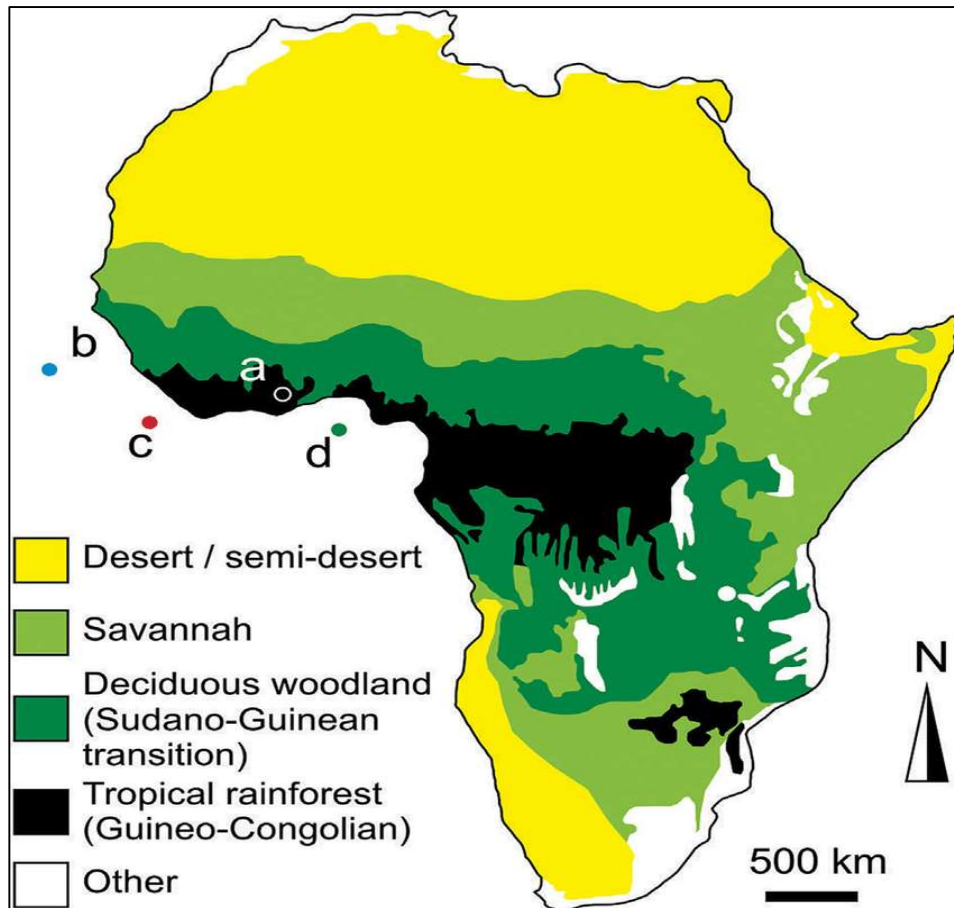 b
a
c
d
Desert / semi-desert
Savannah
Deciduous woodland
(Sudano-Guinean
transition)
Tropical rainforest
(Guineo-Congolian)
Other
N
500 km